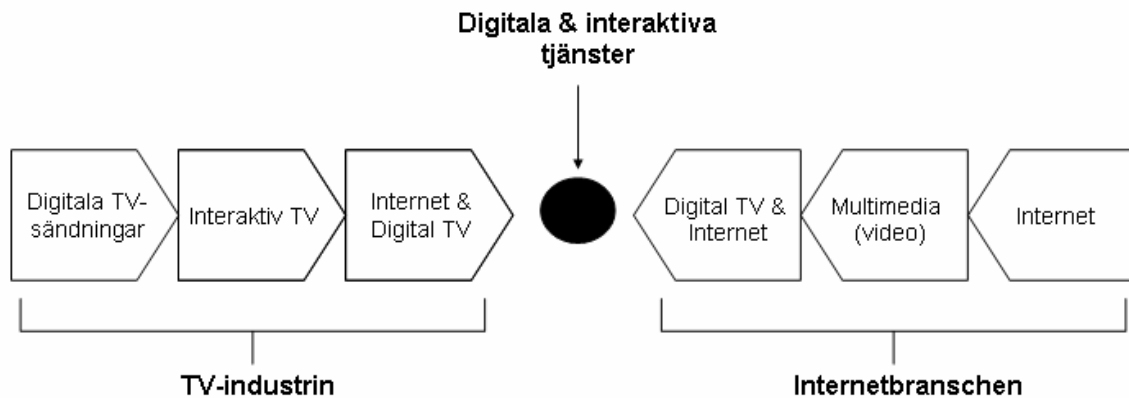 Digitala & interaktiva
tjänster
Digitala TV-
sändningar
Interaktiv TV
Internet &
Digital TV
Digital TV &
Internet
Multimedia
(video)
Internet
TV-industrin
Internetbranschen